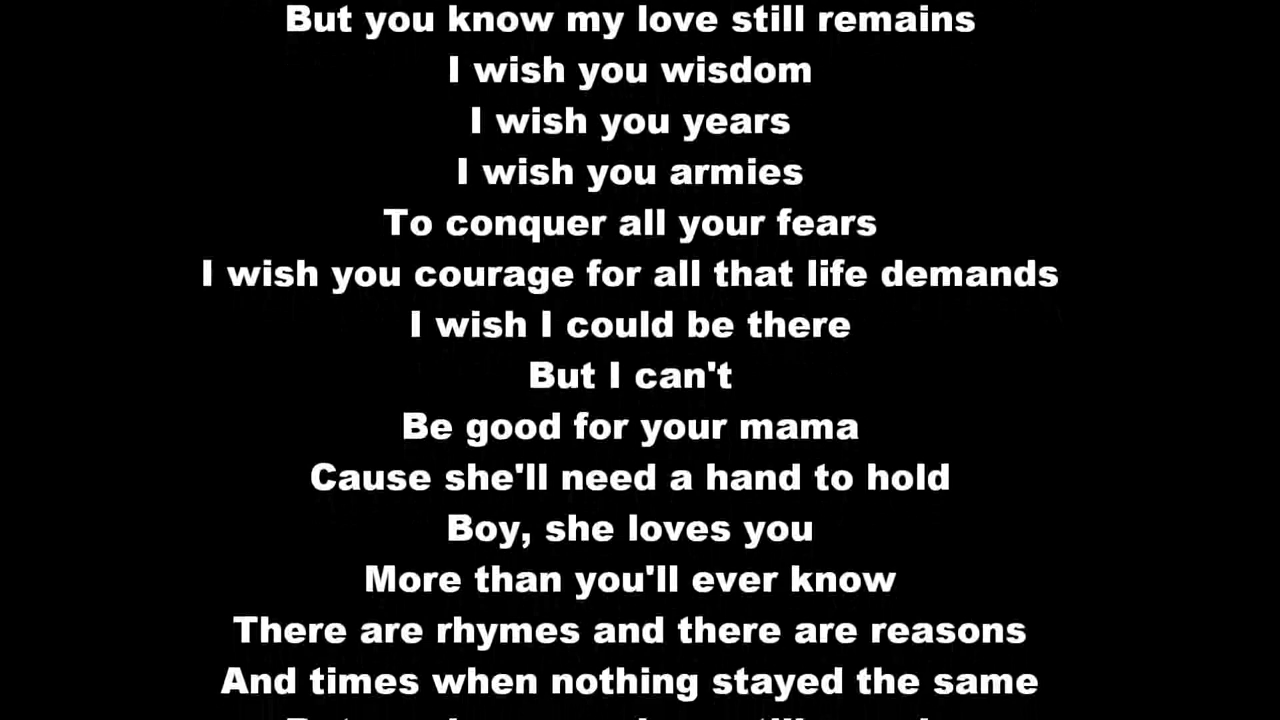 But you know my love still remains
I wish you wisdom
I wish you years
I wish you armies
To conquer all your fears
I wish you courage for all that life demands
I wish I could be there
But I can't
Be good for your mama
Cause she'll need a hand to hold
Boy, she loves you
More than you'll ever know
There are rhymes and there are reasons
And times when nothing stayed the same